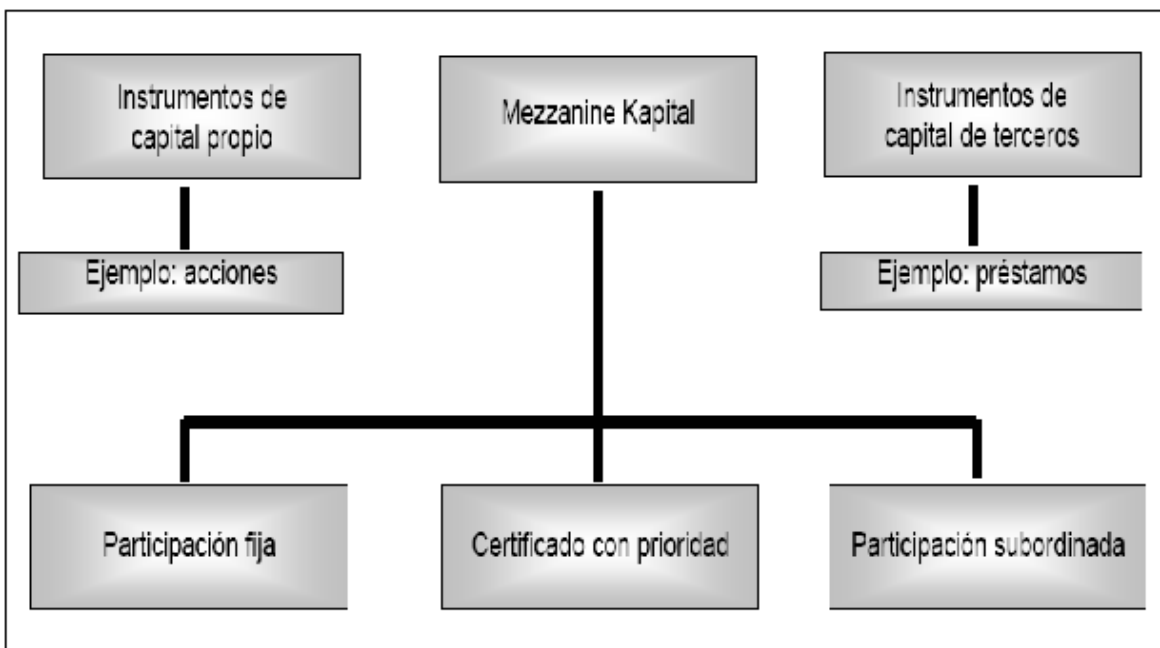 Instrumentos de
capital propio
Mezzanine Kapital
Instrumentos de
capital de terceros
Ejemplo: acciones
Ejemplo: préstamos
Participación fija
Certificado con prioridad
Participación subordinada